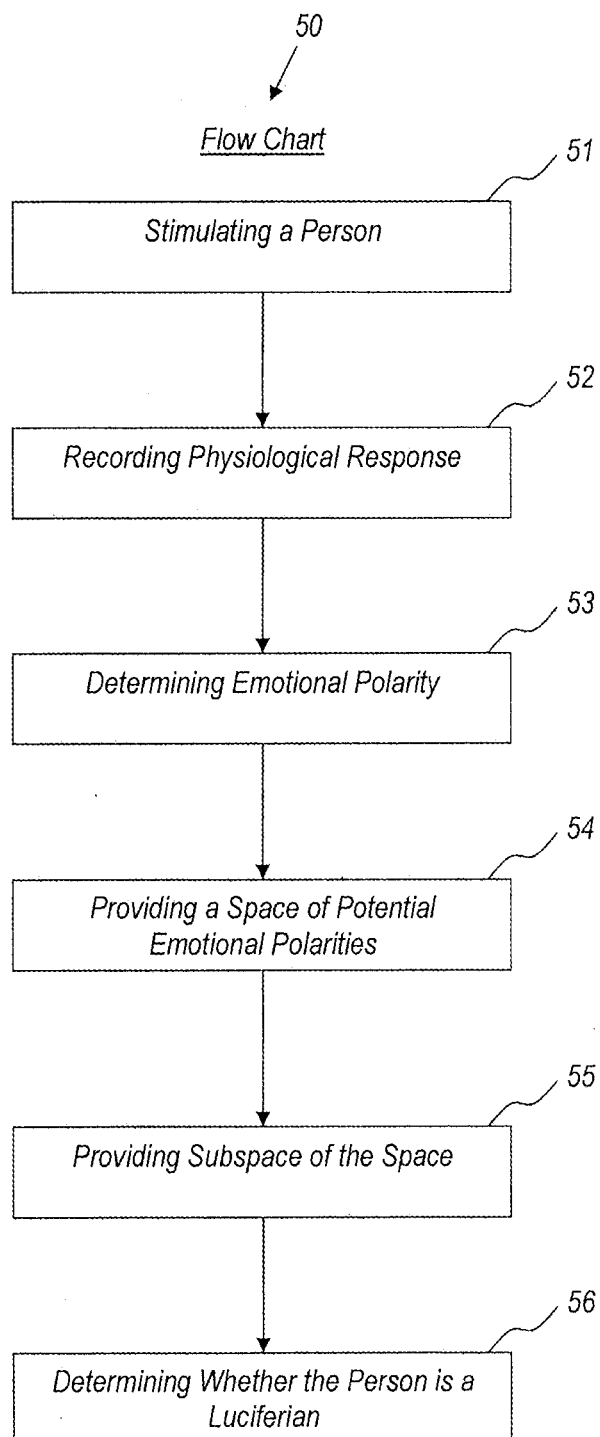 50
Flow Chart
51
Stimulating a Person
52
Recording Physiological Response
53
Determining Emotional Polarity
54
Providing a Space of Potential
Emotional Polarities
55
Providing Subspace of the Space
56
Determining Whether the Person is a
Luciferian